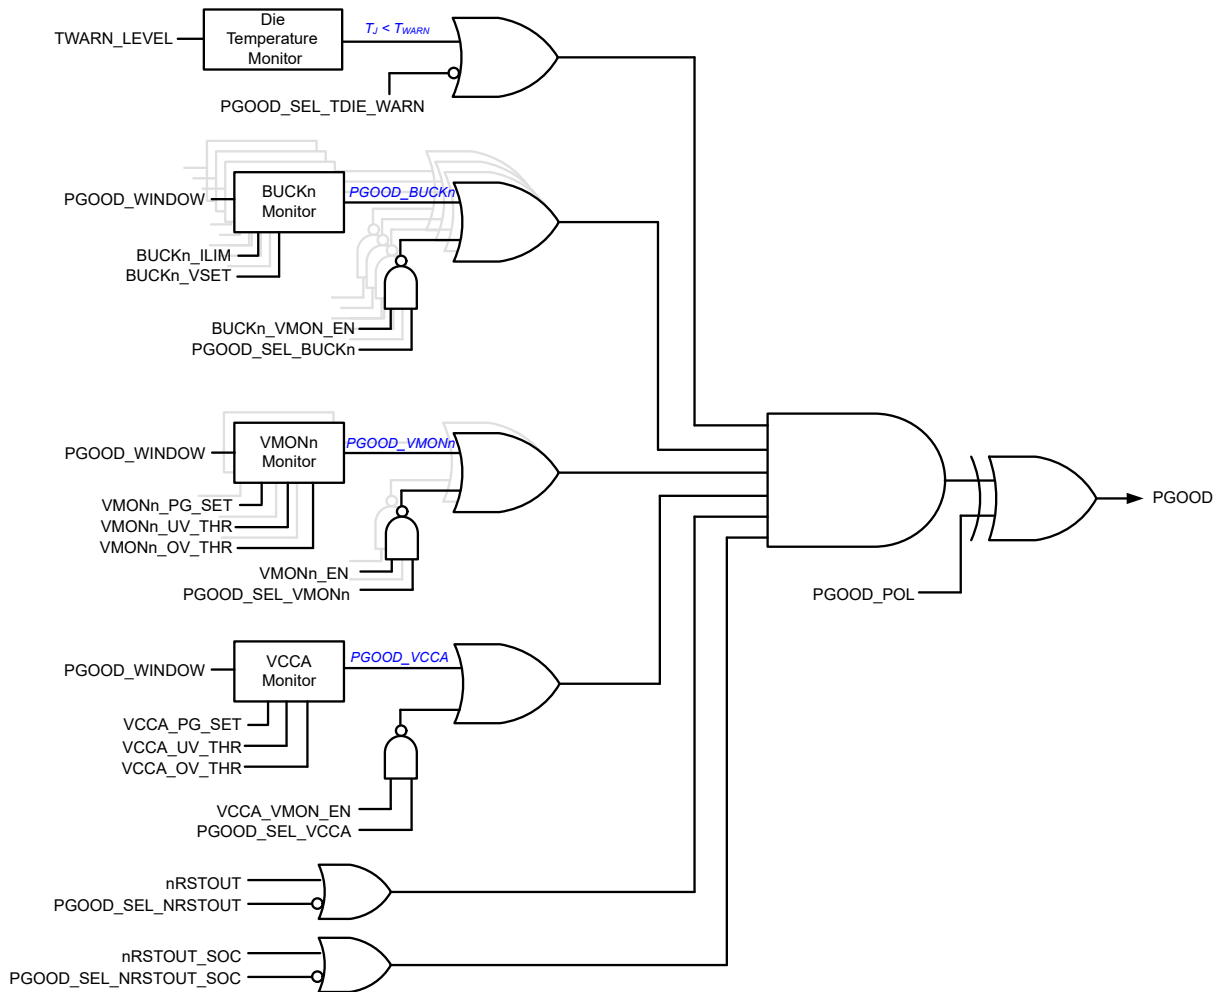 TWARN_LEVEL
Die
Temperature
Monitor
TJ < TWARN
PGOOD_SEL_TDIE_WARN
PGOOD_WINDOW
BUCKn
Monitor
PGOOD_BUCKn
BUCKn_ILIM
BUCKn_VSET
BUCKn_VMON_EN
PGOOD_SEL_BUCKn
PGOOD_WINDOW
VMONn
Monitor
PGOOD_VMONn
VMONn_PG_SET
VMONn_UV_THR
VMONn_OV_THR
VMONn_EN
PGOOD_SEL_VMONn
PGOOD
PGOOD_POL
PGOOD_WINDOW
VCCA
Monitor
PGOOD_VCCA
VCCA_PG_SET
VCCA_UV_THR
VCCA_OV_THR
VCCA_VMON_EN
PGOOD_SEL_VCCA
nRSTOUT
PGOOD_SEL_NRSTOUT
nRSTOUT_SOC
PGOOD_SEL_NRSTOUT_SOC